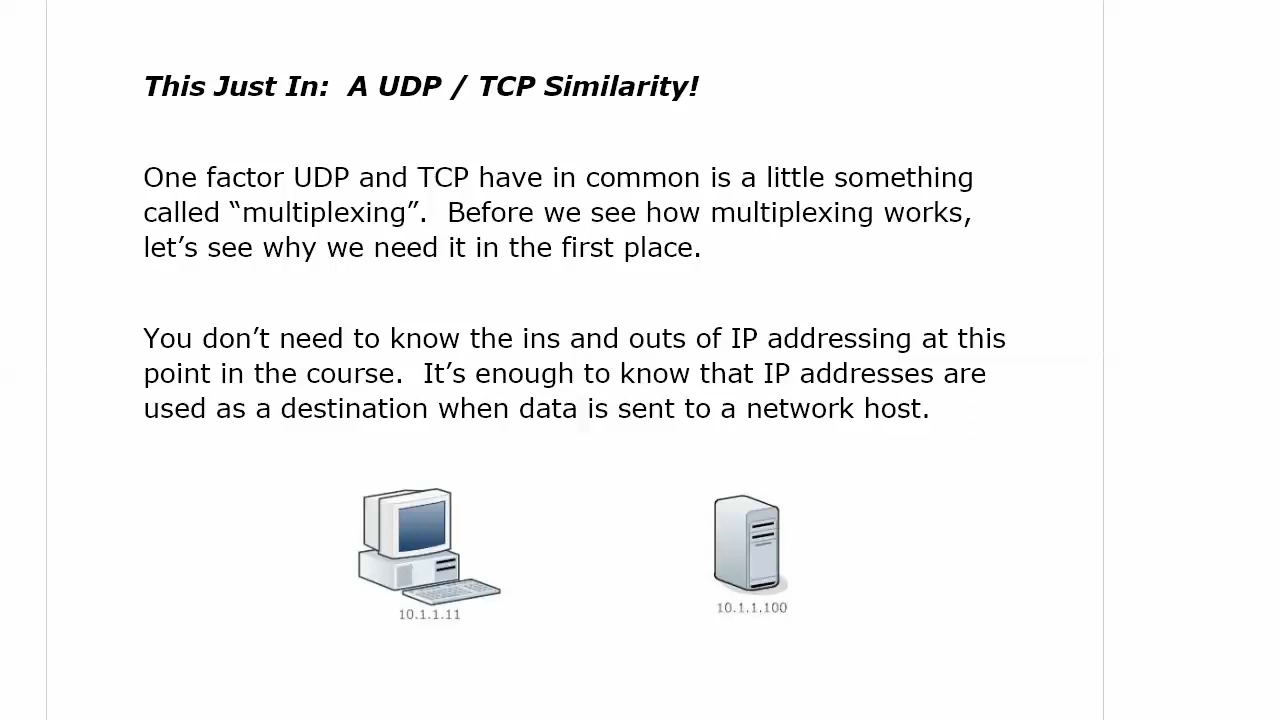 This Just In:  A UDP / TCP Similarity!
One factor UDP and TCP have in common is a little something
called “multiplexing”.  Before we see how multiplexing works,
let’s see why we need it in the first place.
You don’t need to know the ins and outs of IP addressing at this
point in the course.  It’s enough to know that IP addresses are
used as a destination when data is sent to a network host.
10.1.1.11
10.1.1.100